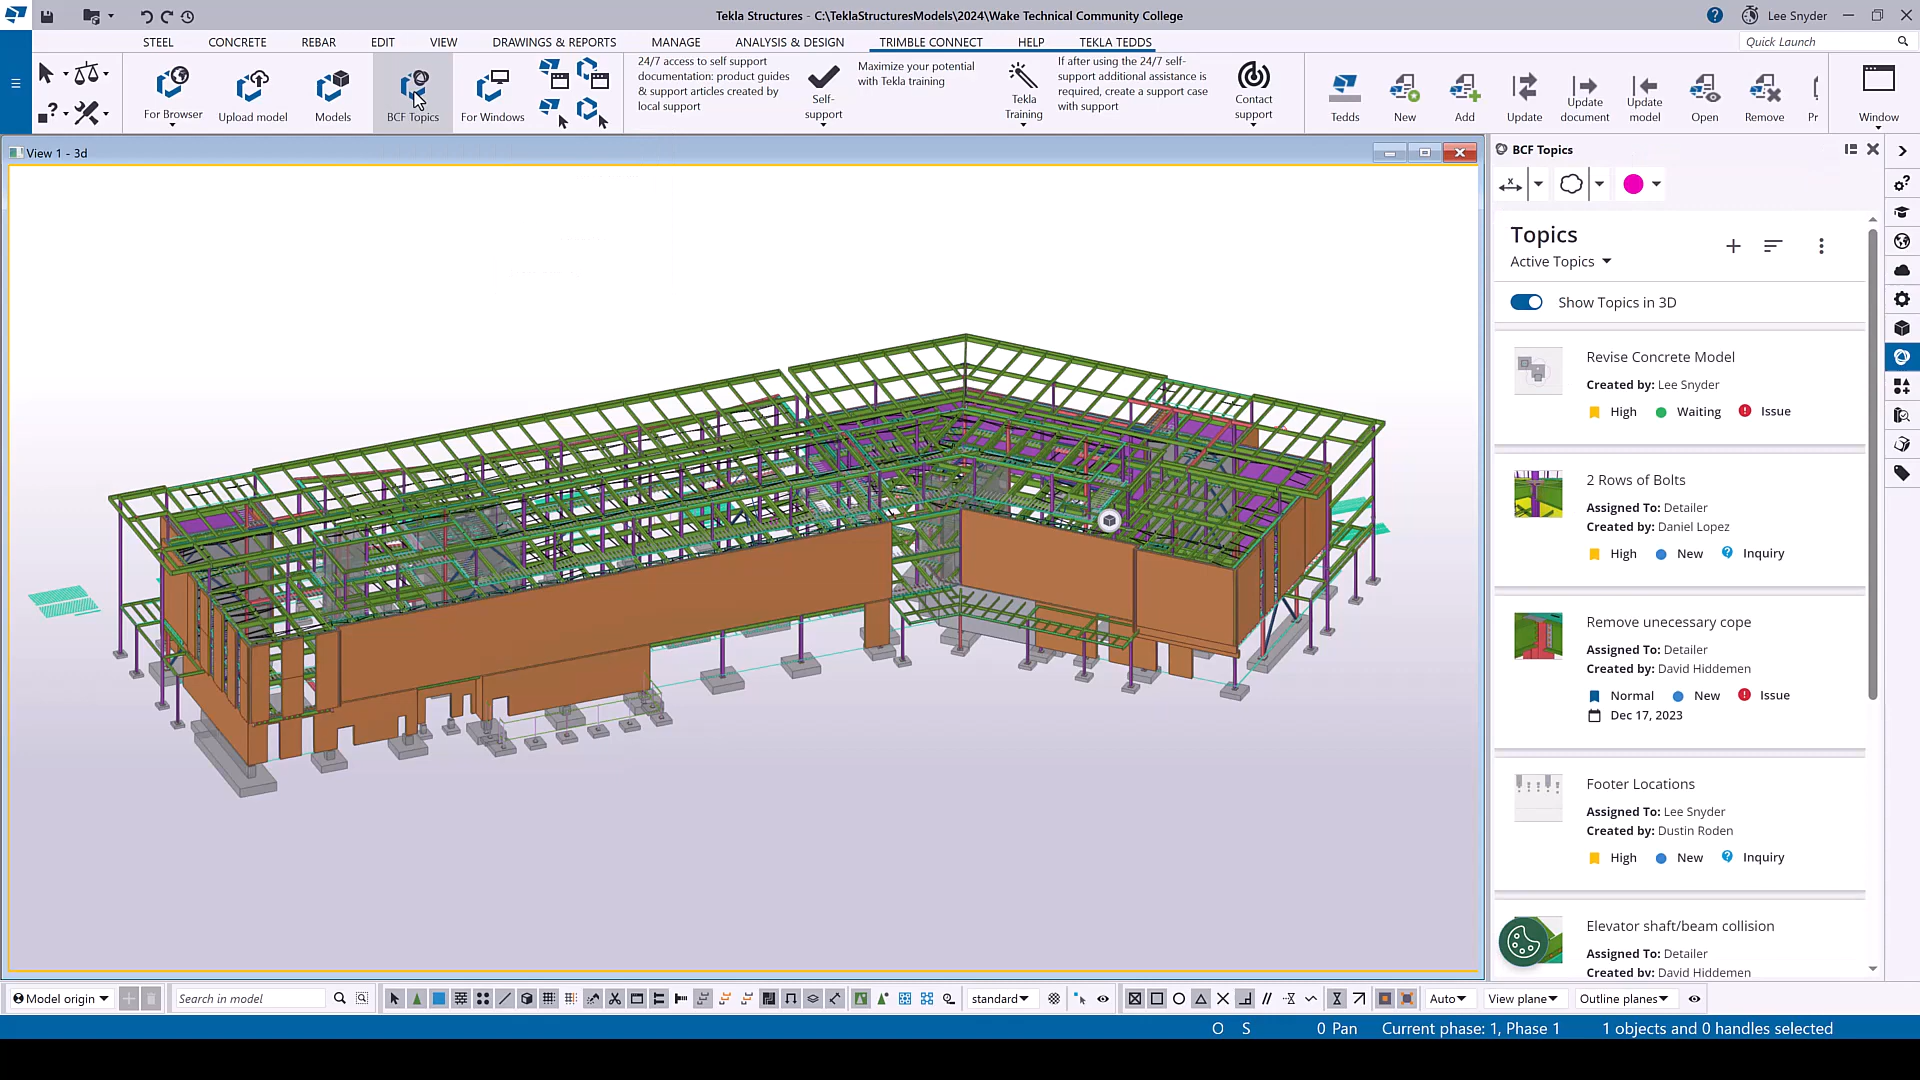 Tekla Structures - C:\TeklaStructuresModels\2024\Wake Technical Community College
Lee Snyder
STEEL
CONCRETE
REBAR
EDIT
VIEW
DRAWINGS & REPORTS
MANAGE
ANALYSIS & DESIGN
TRIMBLE CONNECT
HELP
TEKLA TEDDS
Quick Launch
For Browser
Upload model
Models
BCF Topics
For Windows
24/7 access to self support
documentation: product guides
& support articles created by
local support
Self-
support
Maximize your potential
with Tekla training
Tekla
Training
If after using the 24/7 self-
support additional assistance is
required, create a support case
with support
Contact
support
Tedds
New
Add
Update
Update
document
Update
model
Open
Remove
Pr
Window
View 1 - 3d
BCF Topics
Topics
Active Topics
Show Topics in 3D
Revise Concrete Model
Created by: Lee Snyder
High
Waiting
Issue
2 Rows of Bolts
Assigned To: Detailer
Created by: Daniel Lopez
High
New
Inquiry
Remove unecessary cope
Assigned To: Detailer
Created by: David Hiddemen
Normal
New
Issue
Dec 17, 2023
Footer Locations
Assigned To: Lee Snyder
Created by: Dustin Roden
High
New
Inquiry
Elevator shaft/beam collision
Assigned To: Detailer
Created by: David Hiddemen
Model origin
Search in model
standard
Auto
View plane
Outline planes
O
S
0 Pan
Current phase: 1, Phase 1
1 objects and 0 handles selected